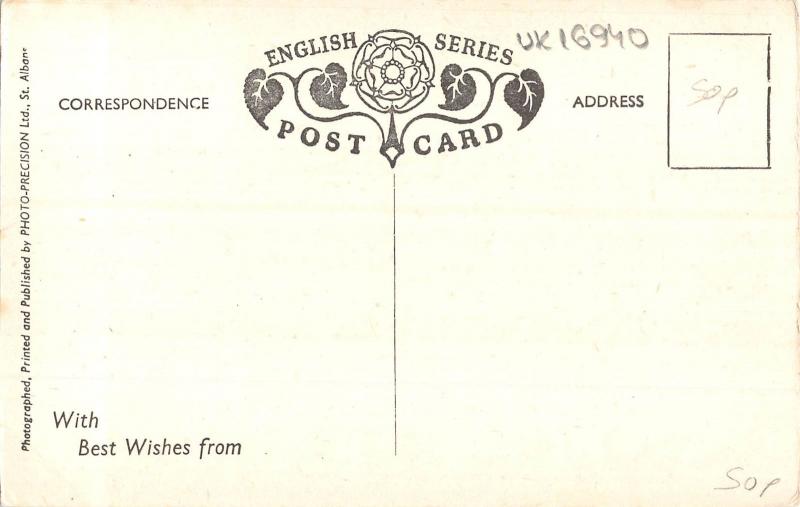 ENGLISH SERIES
UK16940
POST CARD
CORRESPONDENCE
ADDRESS
50p
Photographed, Printed and Published by PHOTO-PRECISION Ltd., St. Albans
With
Best Wishes from
50p